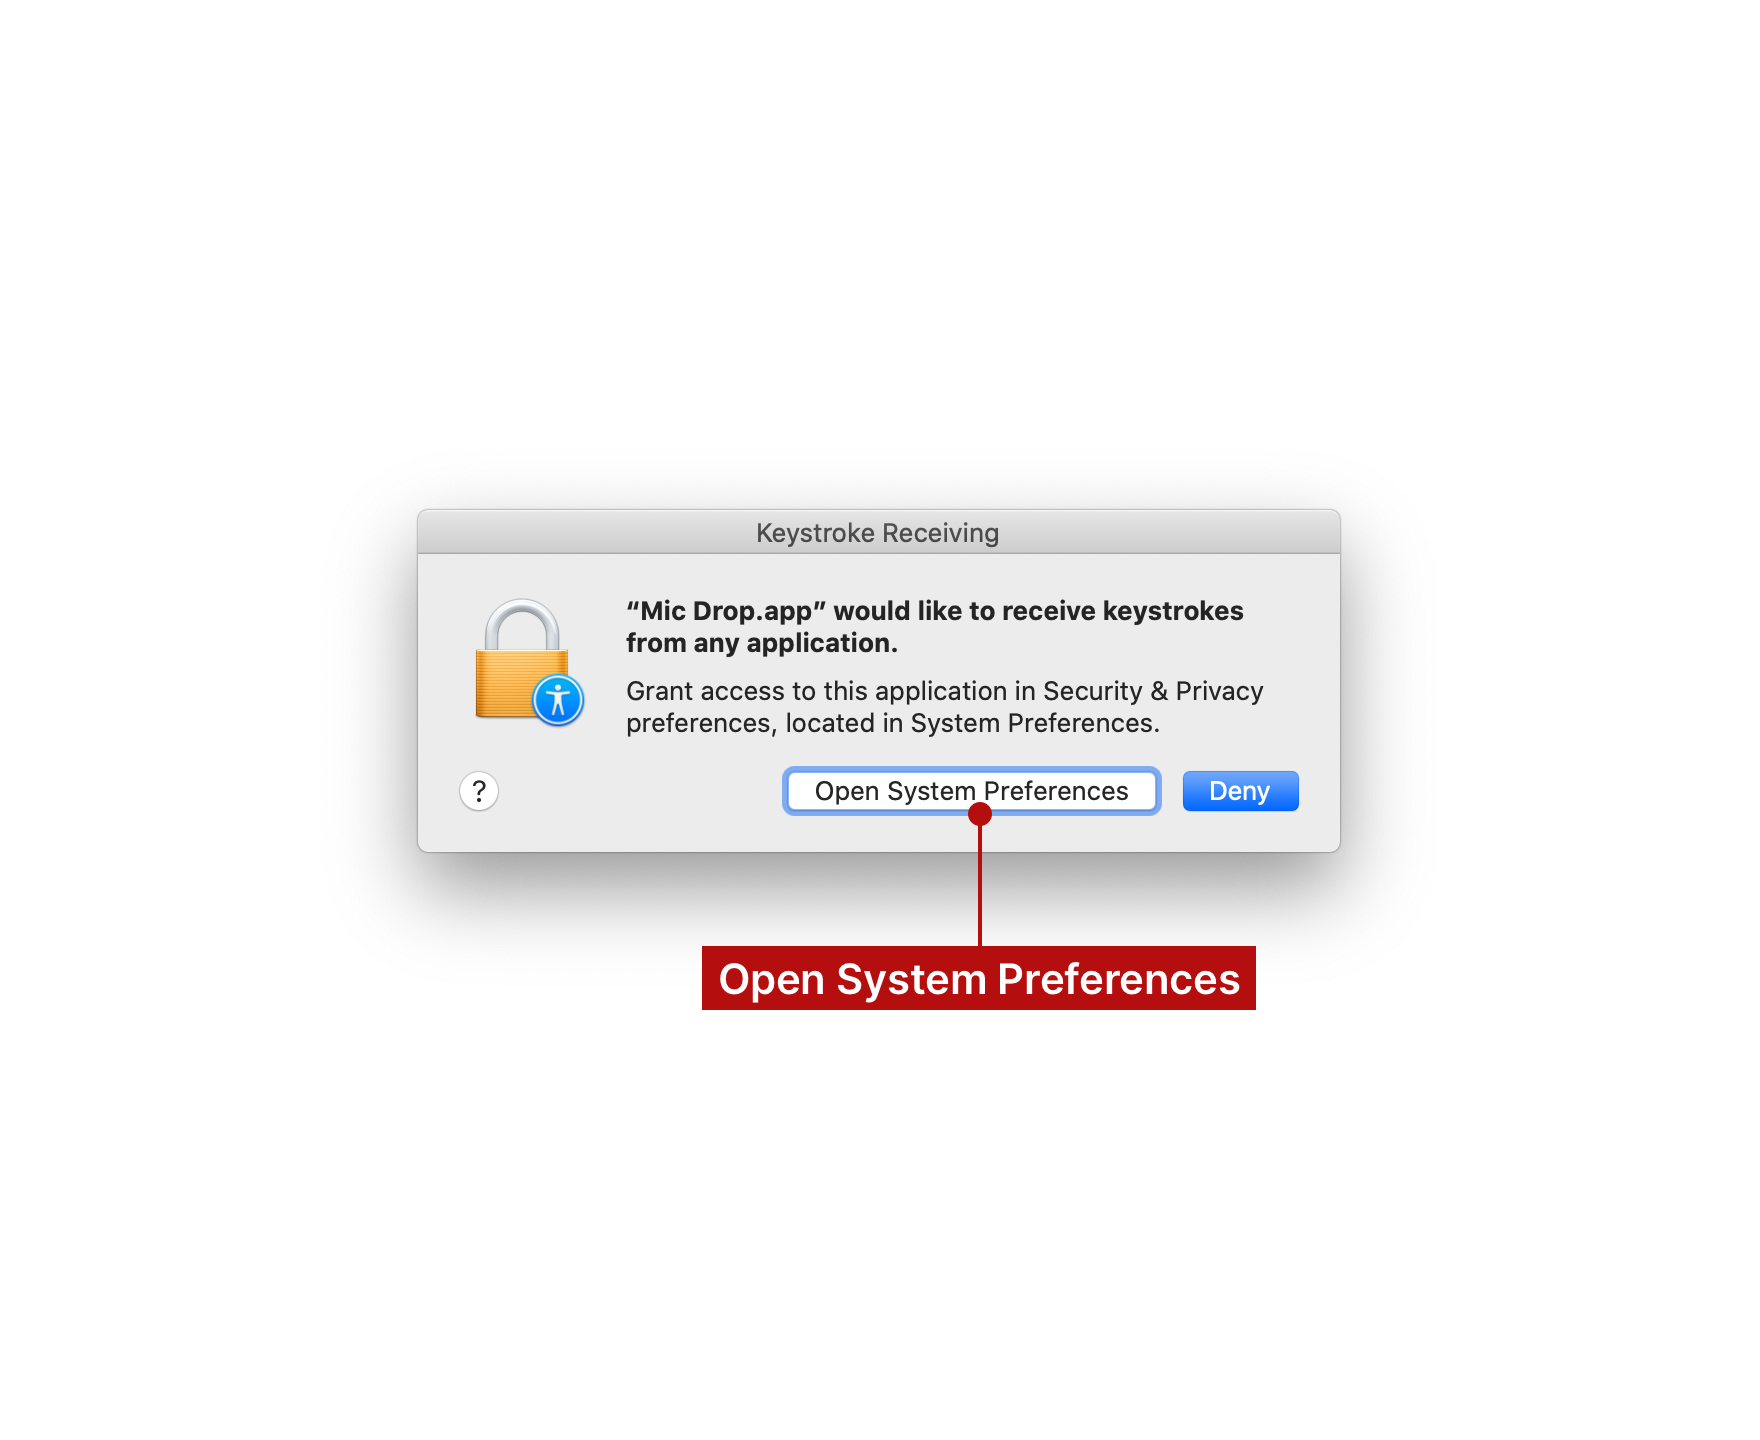 Keystroke Receiving
“Mic Drop.app” would like to receive keystrokes
from any application.
Grant access to this application in Security & Privacy
preferences, located in System Preferences.
?
Open System Preferences
Deny
Open System Preferences